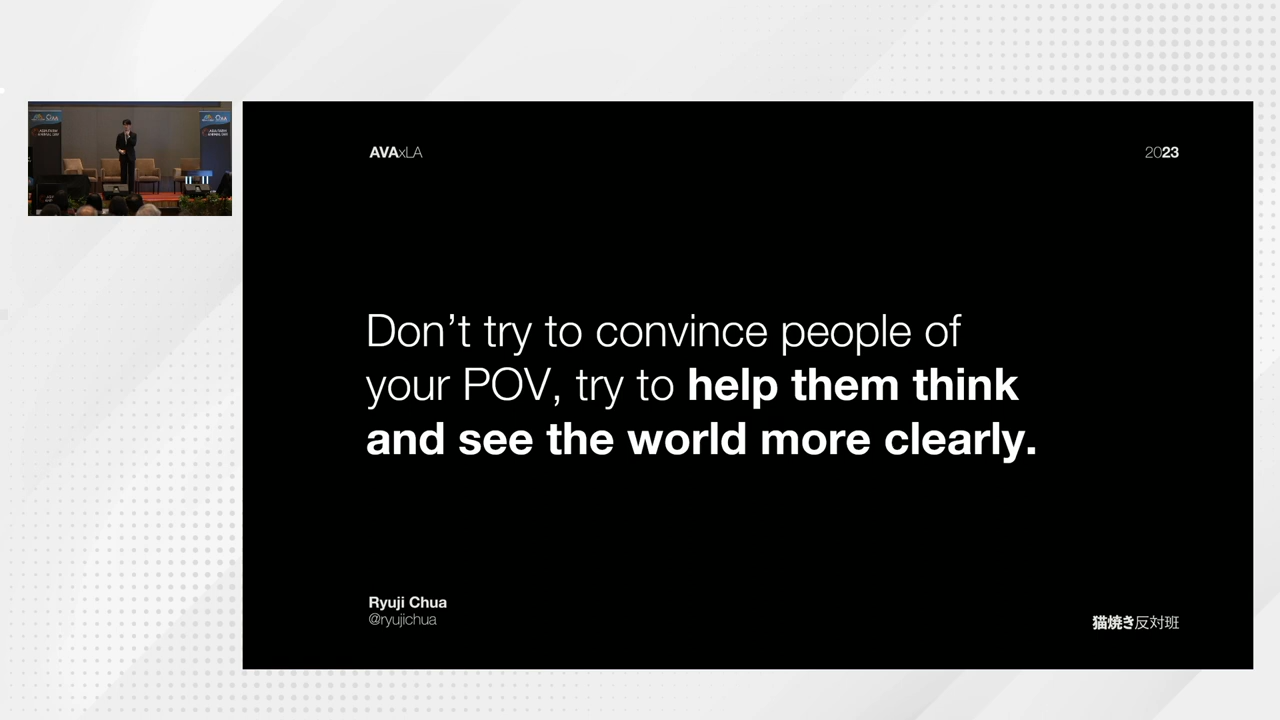 AVAxLA
2023
Don’t try to convince people of
your POV, try to help them think
and see the world more clearly.
Ryuji Chua
@ryujichua
猫焼き反対班